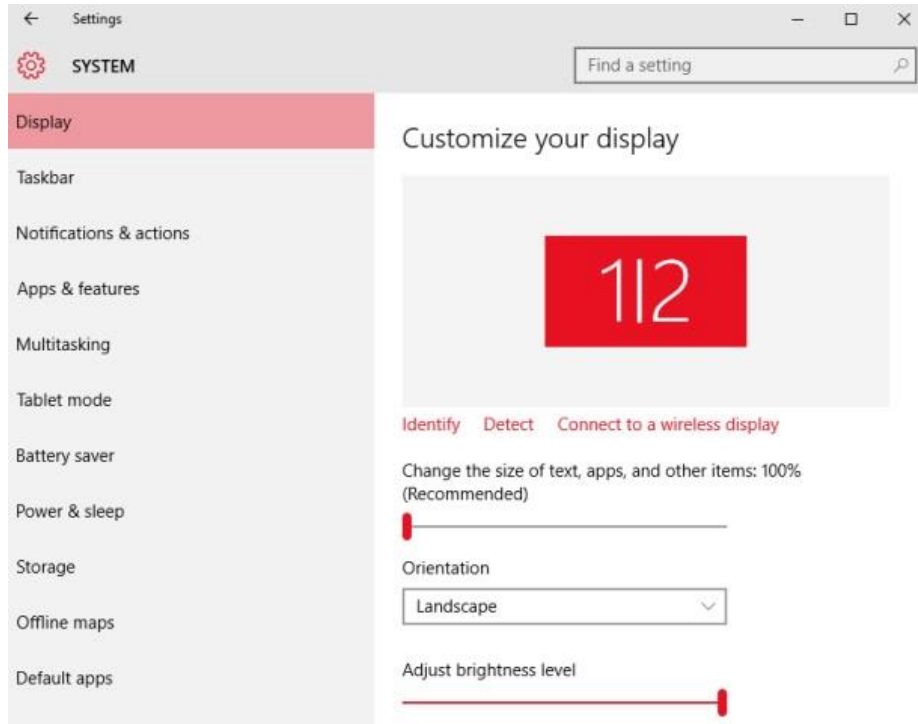 Settings
SYSTEM
Find a setting
Display
Taskbar
Notifications & actions
Apps & features
Multitasking
Tablet mode
Battery saver
Power & sleep
Storage
Offline maps
Default apps
Customize your display
1|2
Identify Detect Connect to a wireless display
Change the size of text, apps, and other items: 100%
(Recommended)
Orientation
Landscape
Adjust brightness level